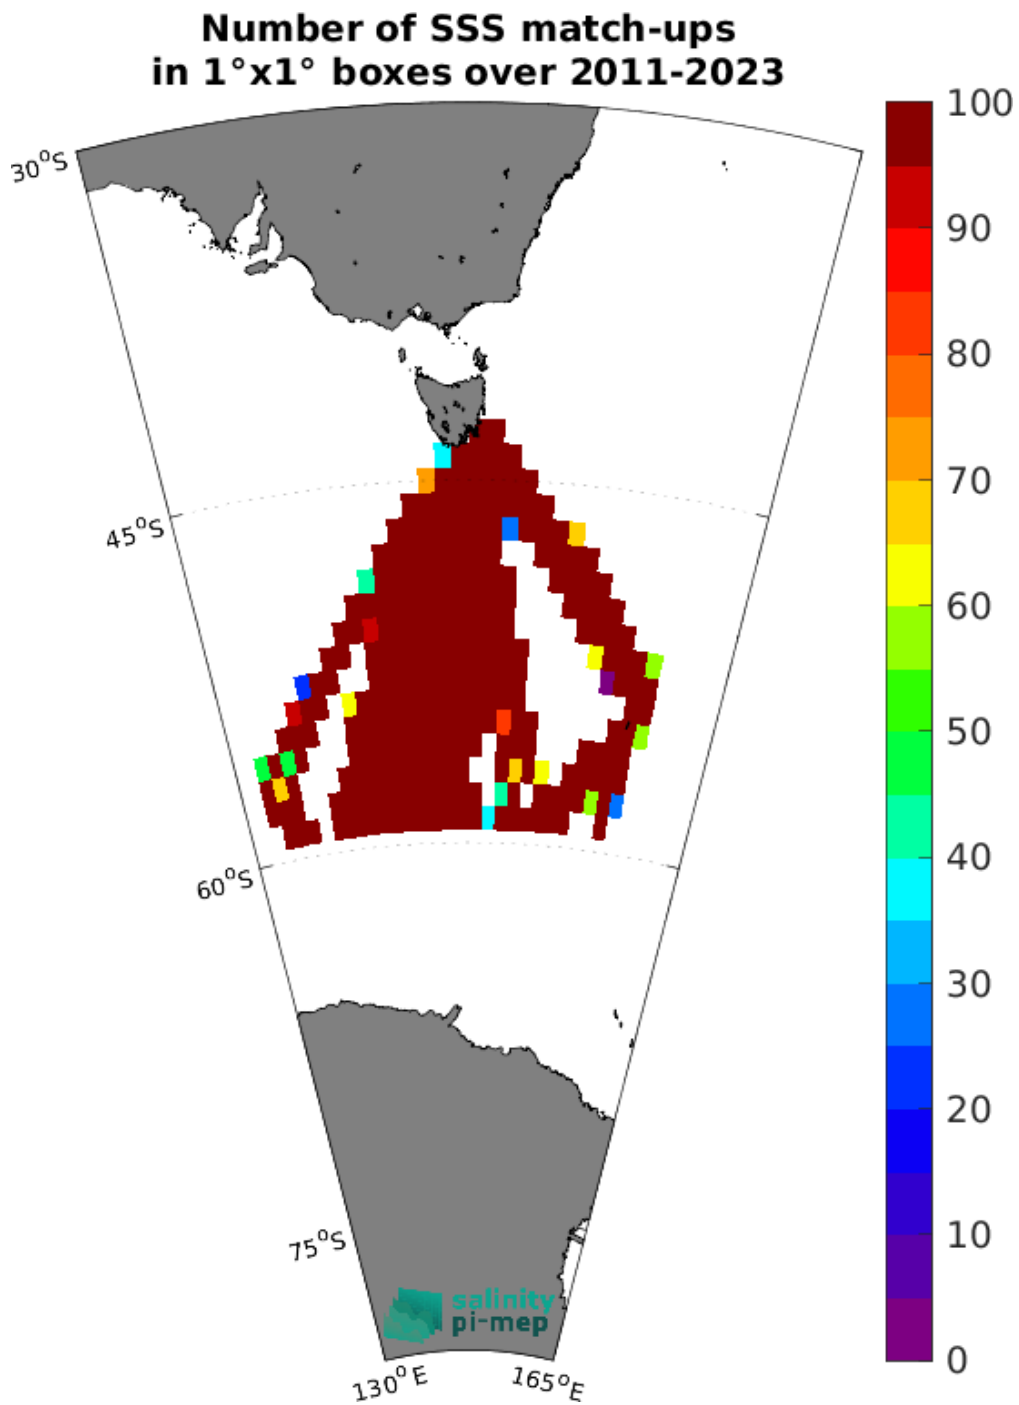 Number of SSS match-ups
in 1°x1° boxes over 2011-2023
30°S
45°S
60°S
75°S
130°E
165°E
salinity
pi-mep
100
90
80
70
60
50
40
30
20
10
0